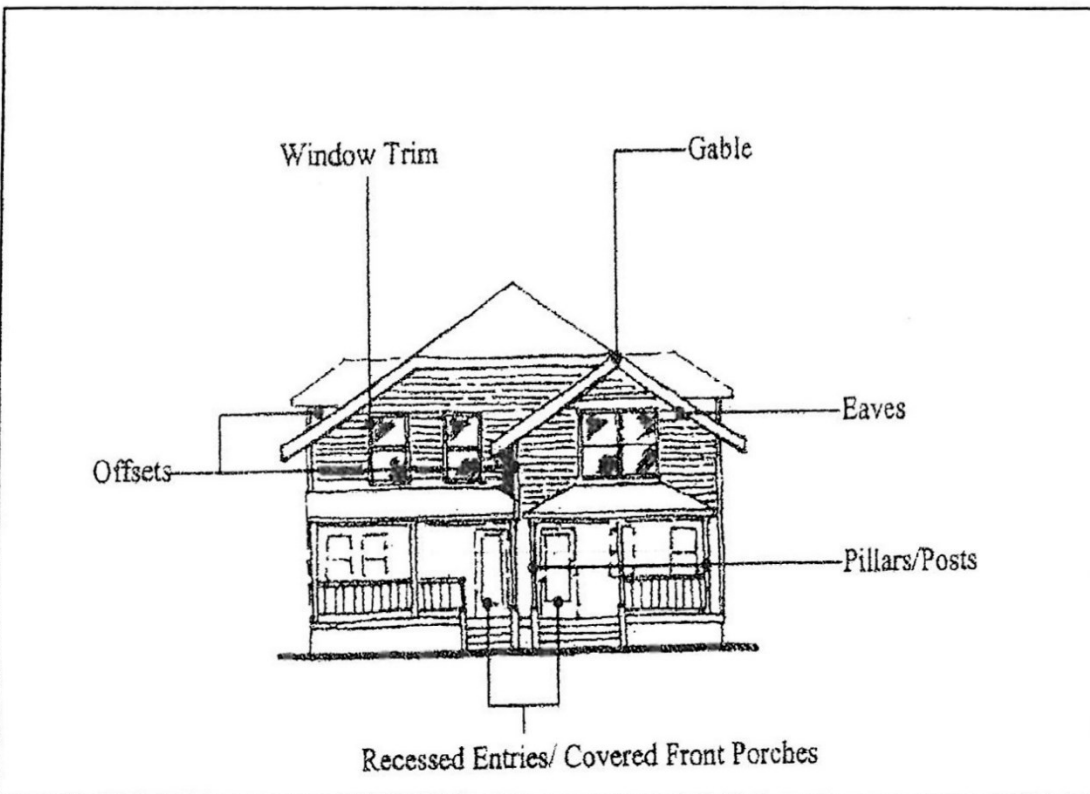 Window Trim
Gable
Eaves
Offsets
Pillars/Posts
Recessed Entries/ Covered Front Porches